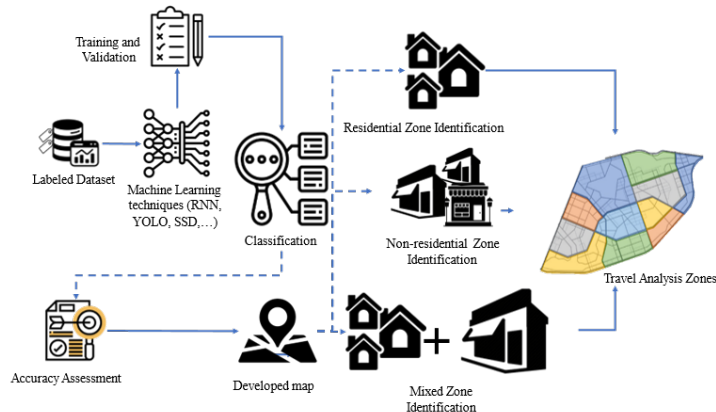 Training and
Validation
Labeled Dataset
Machine Learning
techniques (RNN,
YOLO, SSD,...)
Classification
Residential Zone Identification
Non-residential Zone
Identification
Travel Analysis Zones
Accuracy Assessment
Developed map
Mixed Zone
Identification